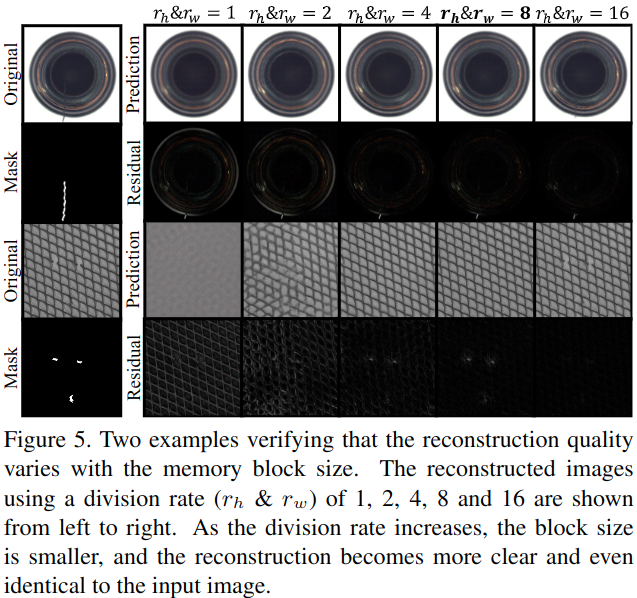 r_h&r_w = 1 r_h&r_w = 2 r_h&r_w = 4 r_h&r_w = 8 r_h&r_w = 16
Original Prediction
Mask Residual
Original Prediction
Mask Residual
Figure 5. Two examples verifying that the reconstruction quality
varies with the memory block size. The reconstructed images
using a division rate (r_h & r_w) of 1, 2, 4, 8 and 16 are shown
from left to right. As the division rate increases, the block size
is smaller, and the reconstruction becomes more clear and even
identical to the input image.